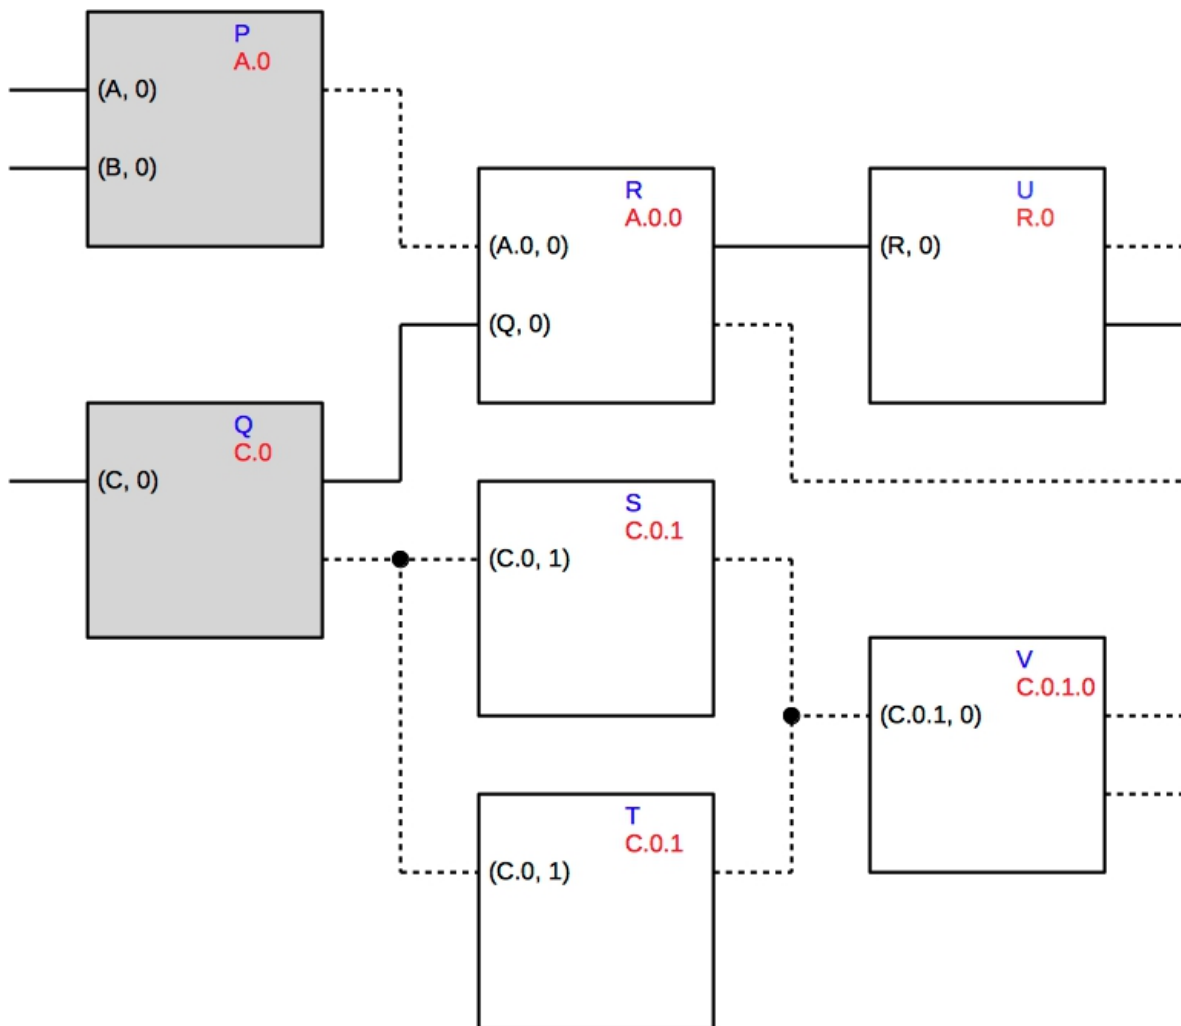 P
A.0
(A, 0)
(B, 0)
R
A.0.0
(A.0, 0)
(Q, 0)
U
R.0
(R, 0)
Q
C.0
(C, 0)
S
C.0.1
(C.0, 1)
V
C.0.1.0
(C.0.1, 0)
T
C.0.1
(C.0, 1)